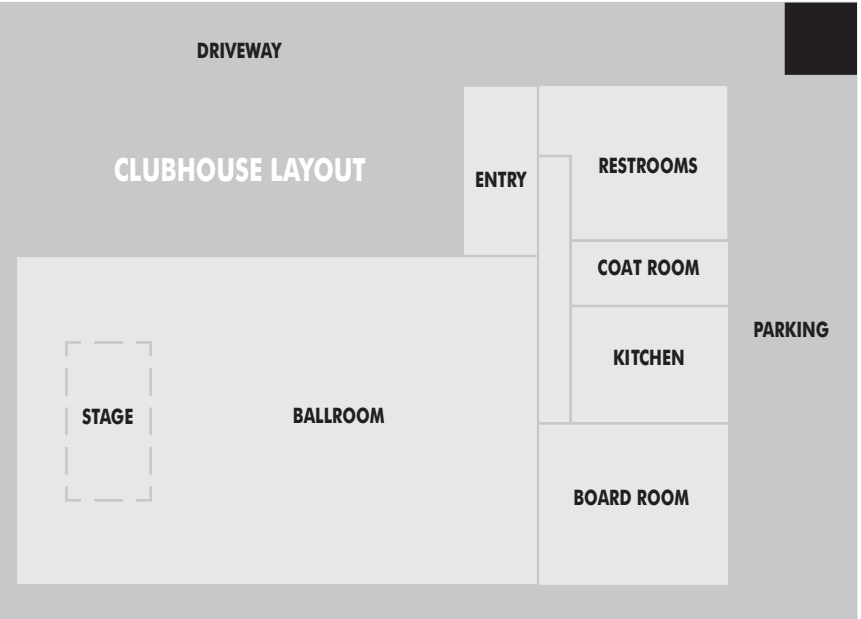 DRIVEWAY
CLUBHOUSE LAYOUT
ENTRY
RESTROOMS
COAT ROOM
PARKING
KITCHEN
STAGE
BALLROOM
BOARD ROOM